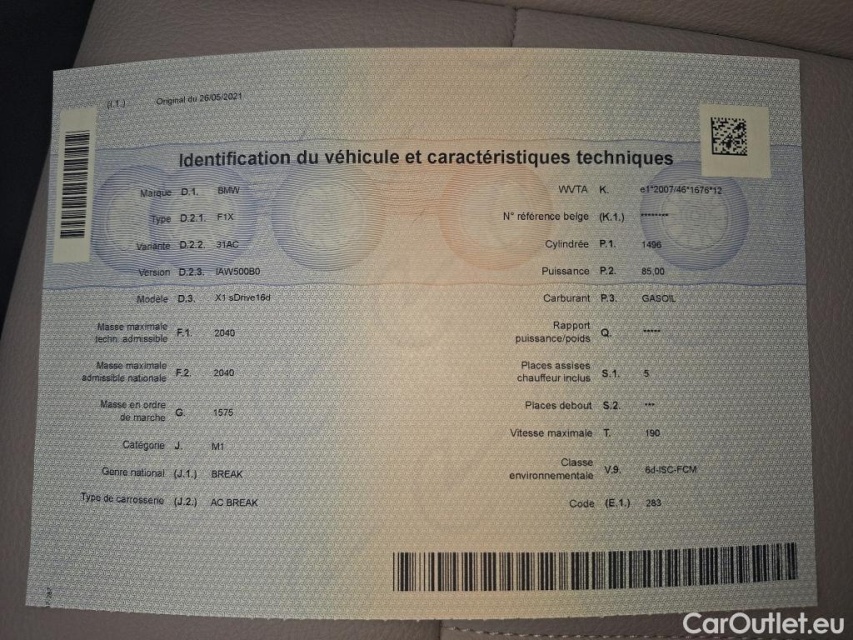 (I.1.) Original du 26/05/2021
Identification du véhicule et caractéristiques techniques
Marque D.1. BMW
Type D.2.1. F1X
Variante D.2.2. 31AC
Version D.2.3. IAW500B0
Modèle D.3. X1 sDrive16d
Masse maximale
techn. admissible F.1. 2040
Masse maximale
admissible nationale F.2. 2040
Masse en ordre
de marche G. 1575
Catégorie J. M1
Genre national (J.1.) BREAK
Type de carrosserie (J.2.) AC BREAK
WVTA K. e1*2007/46*1676*12
N° référence belge (K.1.) ********
Cylindrée P.1. 1496
Puissance P.2. 85,00
Carburant P.3. GASOIL
Rapport
puissance/poids Q. *****
Places assises
chauffeur inclus S.1. 5
Places debout S.2. ***
Vitesse maximale T. 190
Classe
environnementale V.9. 6d-ISC-FCM
Code (E.1.) 283
CarOutlet.eu